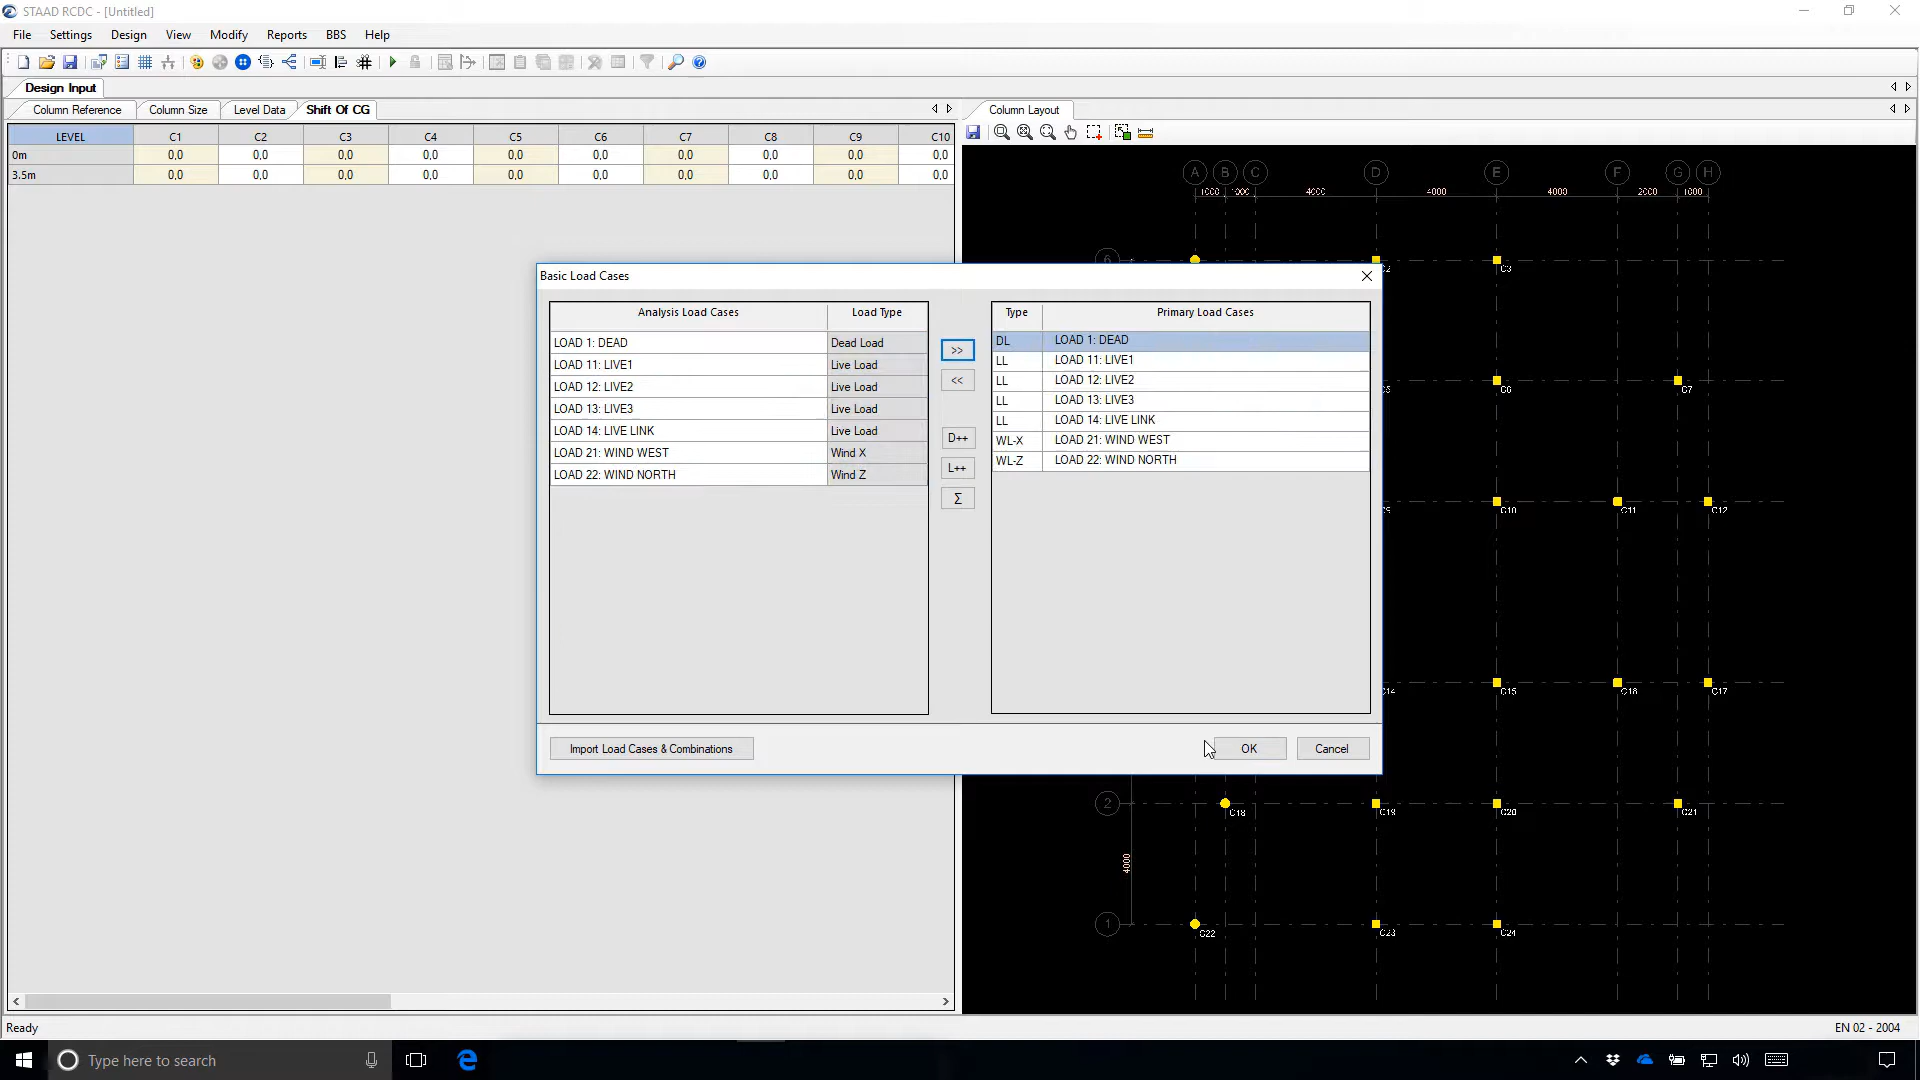 STAAD RCDC - [Untitled]
File Settings Design View Modify Reports BBS Help
Design Input
Column Reference Column Size Level Data Shift Of CG
LEVEL C1 C2 C3 C4 C5 C6 C7 C8 C9 C10
0m 0,0 0,0 0,0 0,0 0,0 0,0 0,0 0,0 0,0 0,0
3.5m 0,0 0,0 0,0 0,0 0,0 0,0 0,0 0,0 0,0 0,0
Column Layout
A B C D E F G H
1000 1000 4000 4000 4000 2000 1000
6
C3
C6 C7
C10 C11 C12
C14 C15 C16 C17
2
C18 C19 C20 C21
4000
1
C22 C23 C24
Basic Load Cases
Analysis Load Cases Load Type
LOAD 1: DEAD Dead Load
LOAD 11: LIVE1 Live Load
LOAD 12: LIVE2 Live Load
LOAD 13: LIVE3 Live Load
LOAD 14: LIVE LINK Live Load
LOAD 21: WIND WEST Wind X
LOAD 22: WIND NORTH Wind Z
>>
<<
D++
L++
Σ
Type Primary Load Cases
DL LOAD 1: DEAD
LL LOAD 11: LIVE1
LL LOAD 12: LIVE2
LL LOAD 13: LIVE3
LL LOAD 14: LIVE LINK
WL-X LOAD 21: WIND WEST
WL-Z LOAD 22: WIND NORTH
Import Load Cases & Combinations OK Cancel
Ready EN 02 - 2004
Type here to search